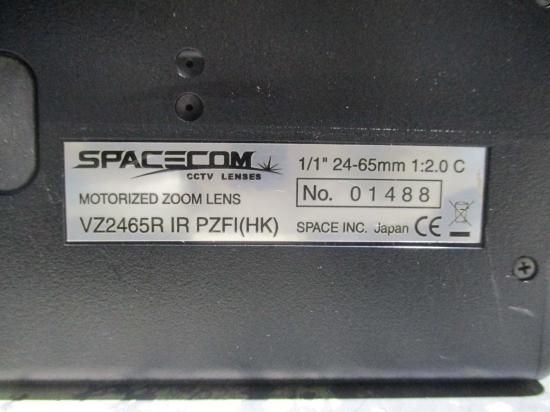 SPACECOM
CCTV LENSES
1/1" 24-65mm 1:2.0 C
MOTORIZED ZOOM LENS
No. 01488
VZ2465R IR PZFI(HK)
SPACE INC. Japan CE